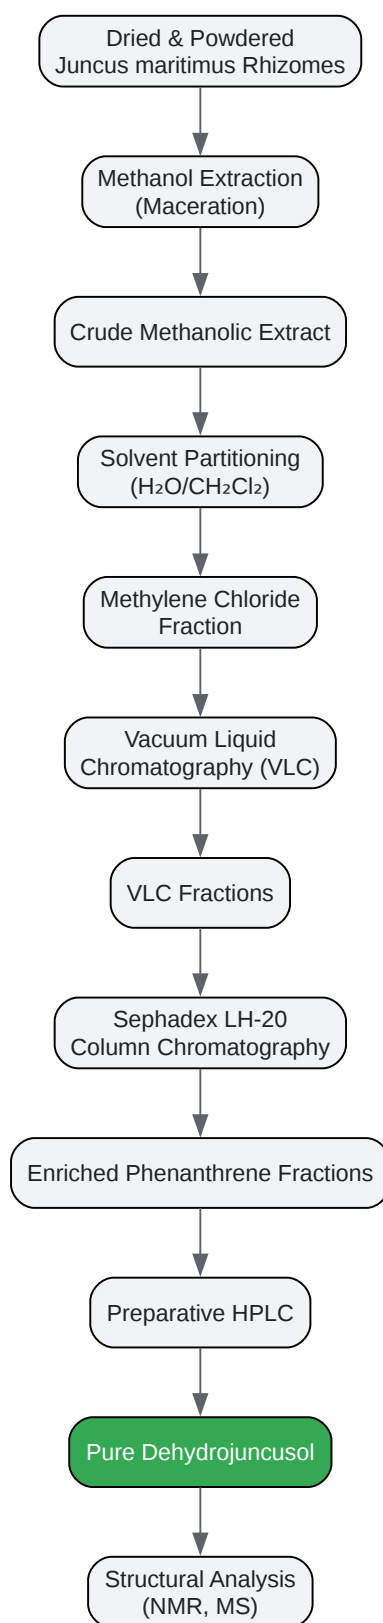 Dried & Powdered
Juncus maritimus Rhizomes
Methanol Extraction
(Maceration)
Crude Methanolic Extract
Solvent Partitioning
(H₂O/CH₂Cl₂)
Methylene Chloride
Fraction
Vacuum Liquid
Chromatography (VLC)
VLC Fractions
Sephadex LH-20
Column Chromatography
Enriched Phenanthrene Fractions
Preparative HPLC
Pure Dehydrojuncusol
Structural Analysis
(NMR, MS)